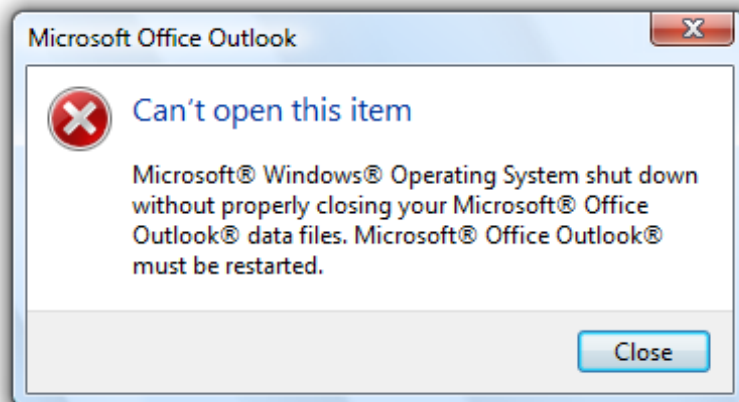 Microsoft Office Outlook
Can't open this item
Microsoft® Windows® Operating System shut down
without properly closing your Microsoft® Office
Outlook® data files. Microsoft® Office Outlook®
must be restarted.
Close